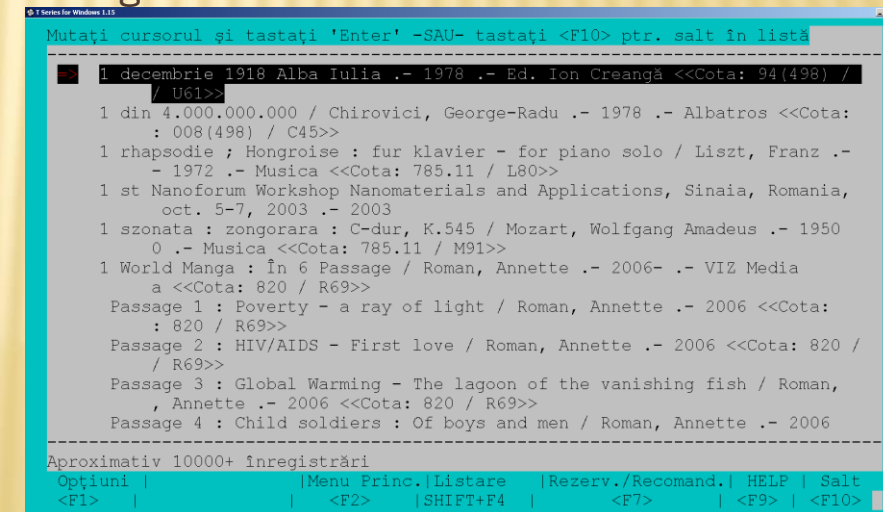 T Series for Windows 1.15
Mutaţi cursorul şi tastaţi 'Enter' -SAU- tastaţi <F10> ptr. salt în listă
=> 1 decembrie 1918 Alba Iulia .- 1978 .- Ed. Ion Creangă <<Cota: 94(498) /
/ U61>>
1 din 4.000.000.000 / Chirovici, George-Radu .- 1978 .- Albatros <<Cota:
: 008(498) / C45>>
1 rhapsodie ; Hongroise : fur klavier - for piano solo / Liszt, Franz .-
- 1972 .- Musica <<Cota: 785.11 / L80>>
1 st Nanoforum Workshop Nanomaterials and Applications, Sinaia, Romania,
oct. 5-7, 2003 .- 2003
1 szonata : zongorara : C-dur, K.545 / Mozart, Wolfgang Amadeus .- 1950
0 .- Musica <<Cota: 785.11 / M91>>
1 World Manga : În 6 Passage / Roman, Annette .- 2006- .- VIZ Media
a <<Cota: 820 / R69>>
Passage 1 : Poverty - a ray of light / Roman, Annette .- 2006 <<Cota:
: 820 / R69>>
Passage 2 : HIV/AIDS - First love / Roman, Annette .- 2006 <<Cota: 820 /
/ R69>>
Passage 3 : Global Warming - The lagoon of the vanishing fish / Roman,
, Annette .- 2006 <<Cota: 820 / R69>>
Passage 4 : Child soldiers : Of boys and men / Roman, Annette .- 2006
Aproximativ 10000+ înregistrări
Opţiuni | |Menu Princ.|Listare |Rezerv./Recomand.| HELP | Salt
<F1> | | <F2> |SHIFT+F4 | <F7> | <F9> | <F10>